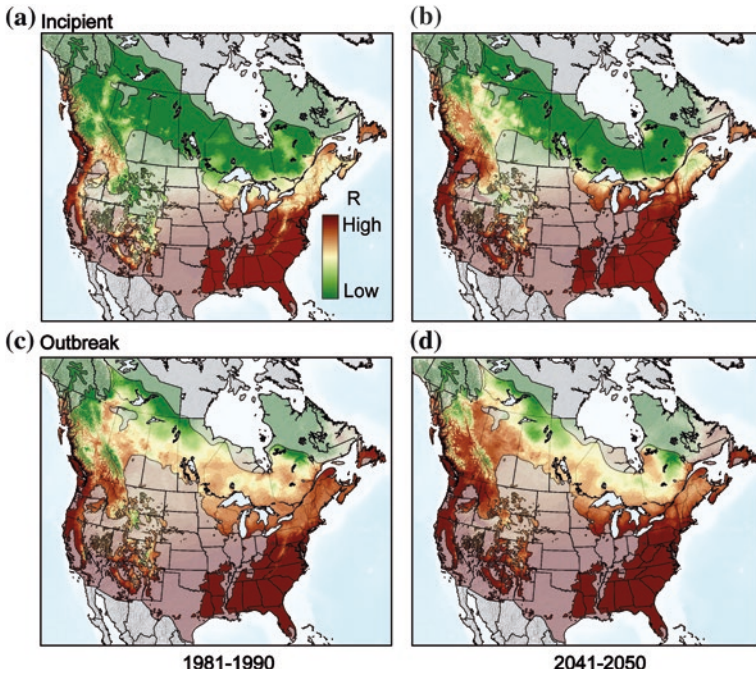 (a) Incipient
(b)
R
High
Low
(c) Outbreak
(d)
1981-1990
2041-2050